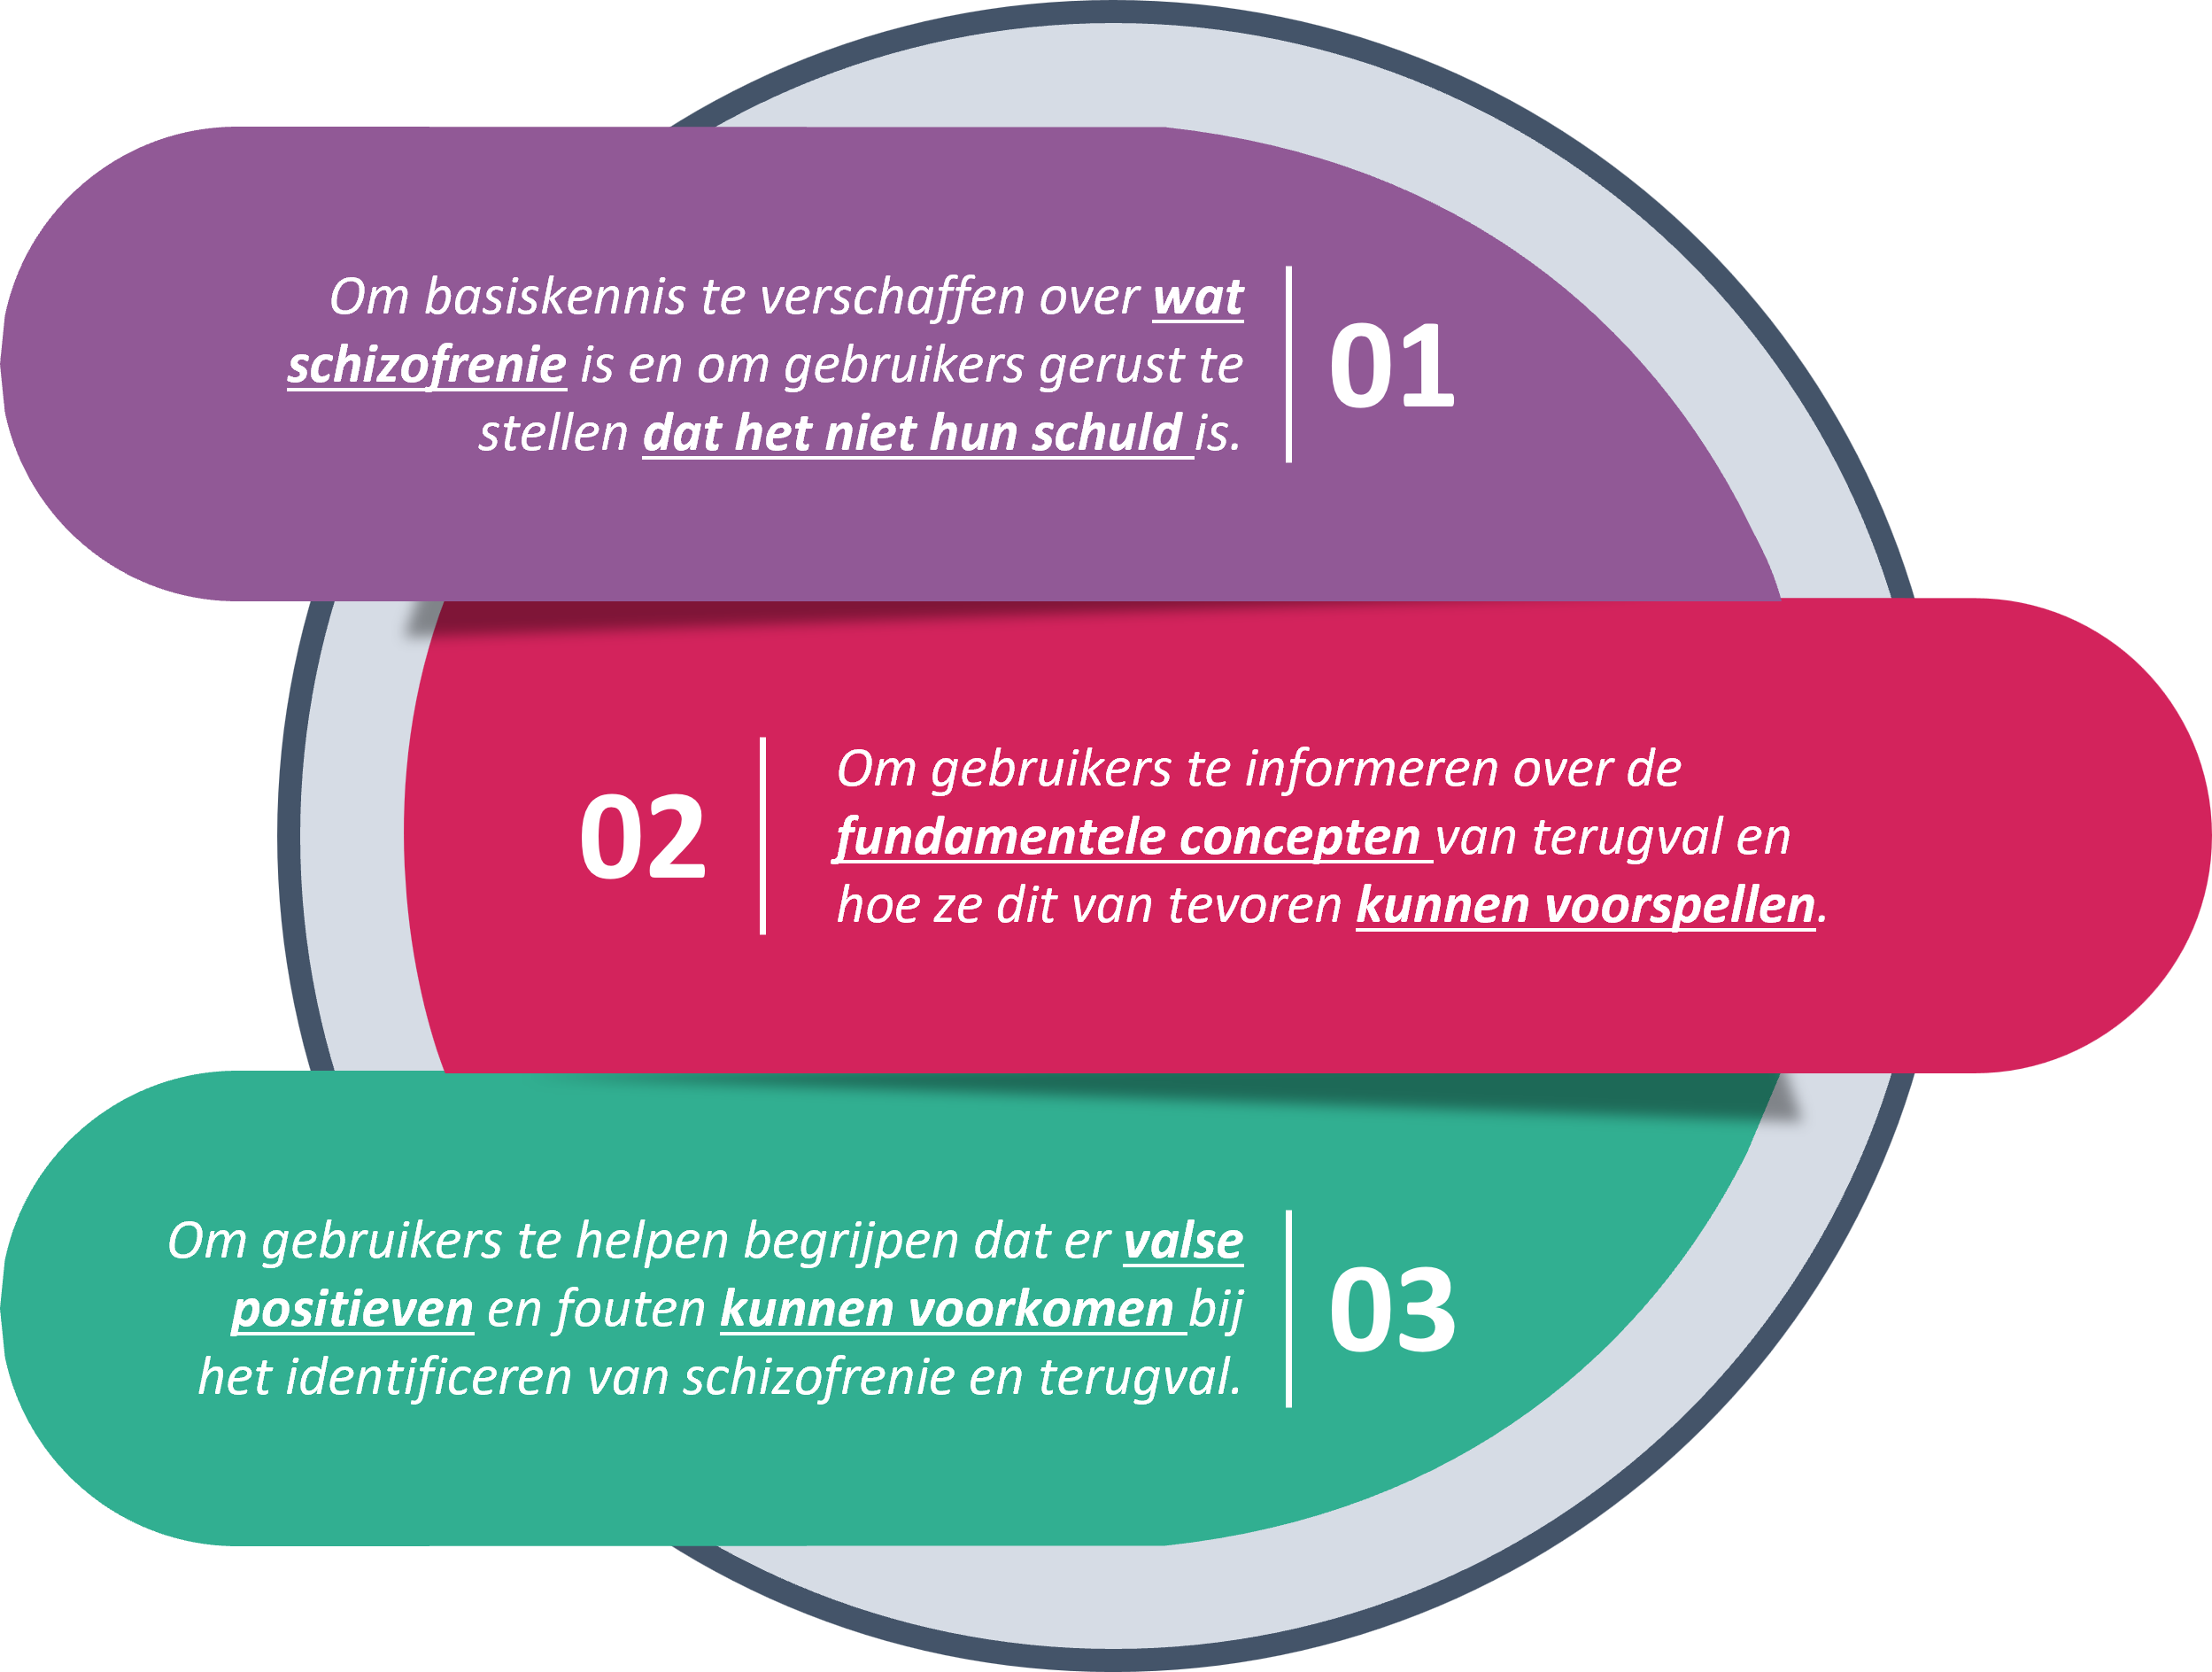 Om basiskennis te verschaffen over wat
schizofrenie is en om gebruikers gerust te
stellen dat het niet hun schuld is.
01
02
Om gebruikers te informeren over de
fundamentele concepten van terugval en
hoe ze dit van tevoren kunnen voorspellen.
Om gebruikers te helpen begrijpen dat er valse
positieven en fouten kunnen voorkomen bij
het identificeren van schizofrenie en terugval.
03